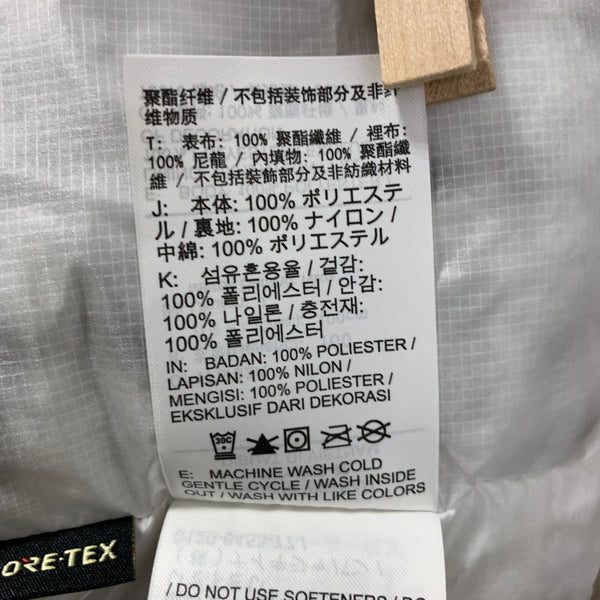 聚酯纤维 / 不包括装饰部分及非纤
维物质
T: 表布: 100% 聚酯纖維 / 裡布:
100% 尼龍 / 內填物: 100% 聚酯纖
維 / 不包括裝飾部分及非紡織材料
J: 本体: 100% ポリエステ
ル / 裏地: 100% ナイロン /
中綿: 100% ポリエステル
K: 섬유혼용율 / 겉감:
100% 폴리에스터 / 안감:
100% 나일론 / 충전재:
100% 폴리에스터
IN: BADAN: 100% POLIESTER /
LAPISAN: 100% NILON /
MENGISI: 100% POLIESTER /
EKSKLUSIF DARI DEKORASI
30C
E: MACHINE WASH COLD
GENTLE CYCLE / WASH INSIDE
OUT / WASH WITH LIKE COLORS
ORE-TEX
/ DO NOT USE SOFTENERS / DO